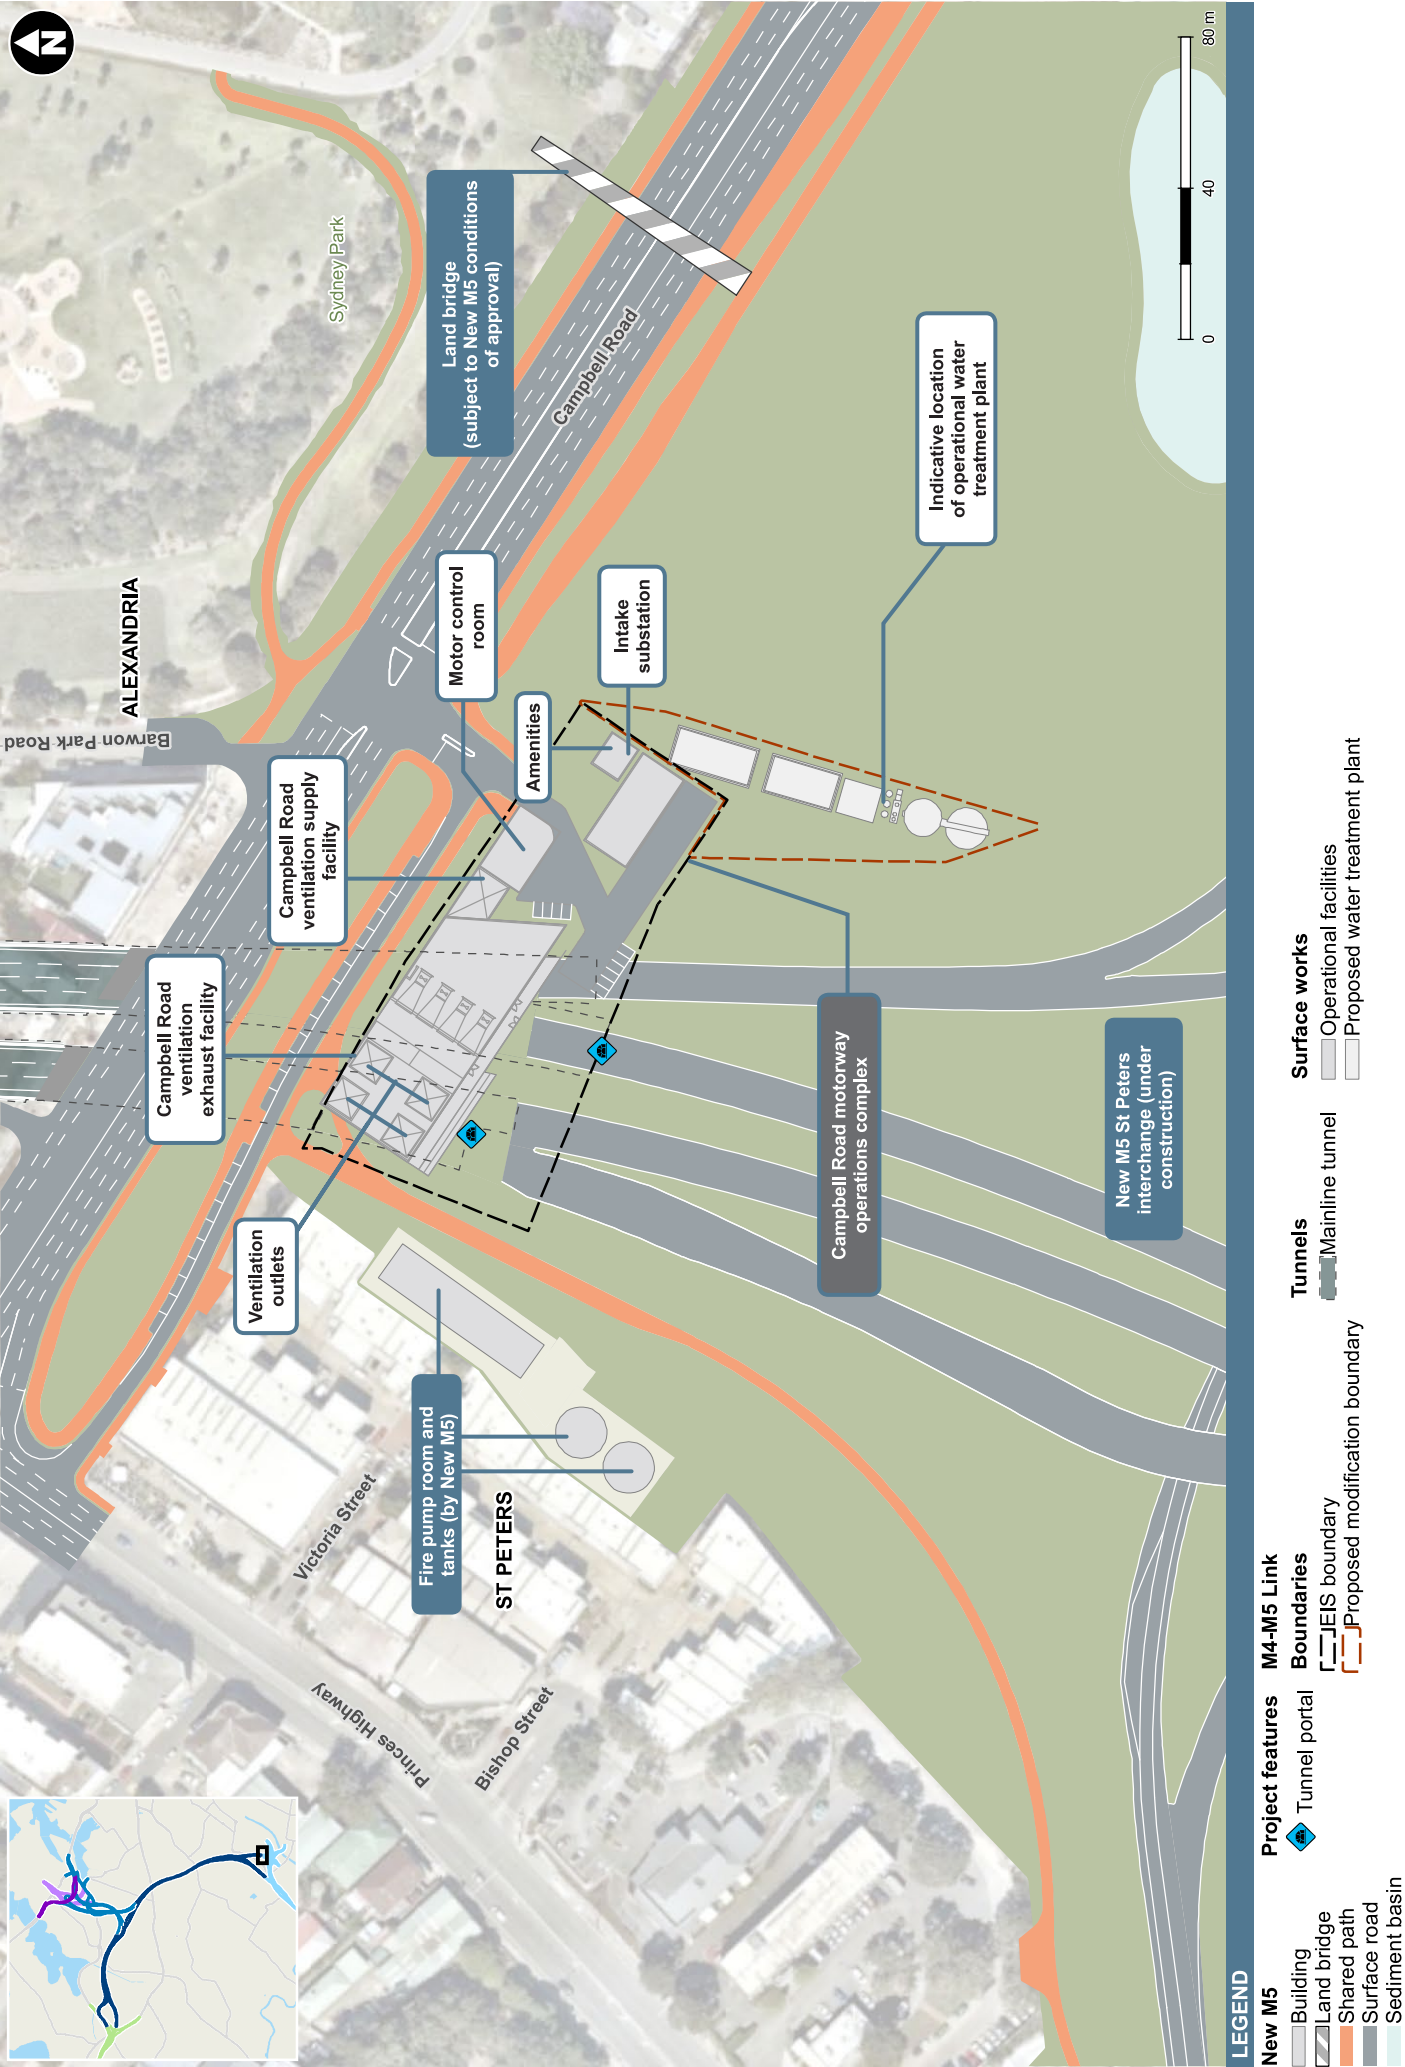 N
Sydney Park
ALEXANDRIA
Barwon Park Road
Land bridge
(subject to New M5 conditions
of approval)
Campbell Road
Motor control
room
Campbell Road
ventilation supply
facility
Amenities
Intake
substation
Indicative location
of operational water
treatment plant
Campbell Road
ventilation
exhaust facility
Ventilation
outlets
Campbell Road motorway
operations complex
New M5 St Peters
interchange (under
construction)
Fire pump room and
tanks (by New M5)
ST PETERS
Victoria Street
Princes Highway
Bishop Street
0
40
80 m
LEGEND
New M5
Building
Land bridge
Shared path
Surface road
Sediment basin
Project features
Tunnel portal
M4-M5 Link
Boundaries
EIS boundary
Proposed modification boundary
Tunnels
Mainline tunnel
Surface works
Operational facilities
Proposed water treatment plant